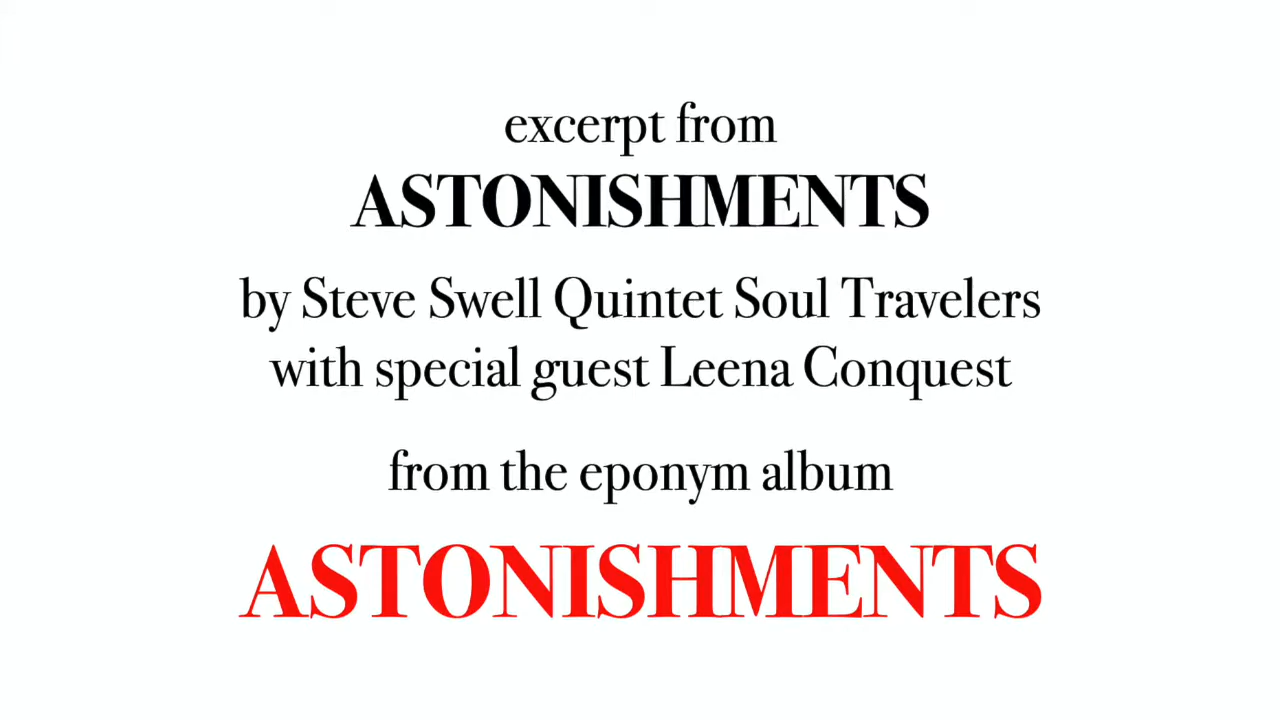 excerpt from
ASTONISHMENTS
by Steve Swell Quintet Soul Travelers
with special guest Leena Conquest
from the eponym album
ASTONISHMENTS